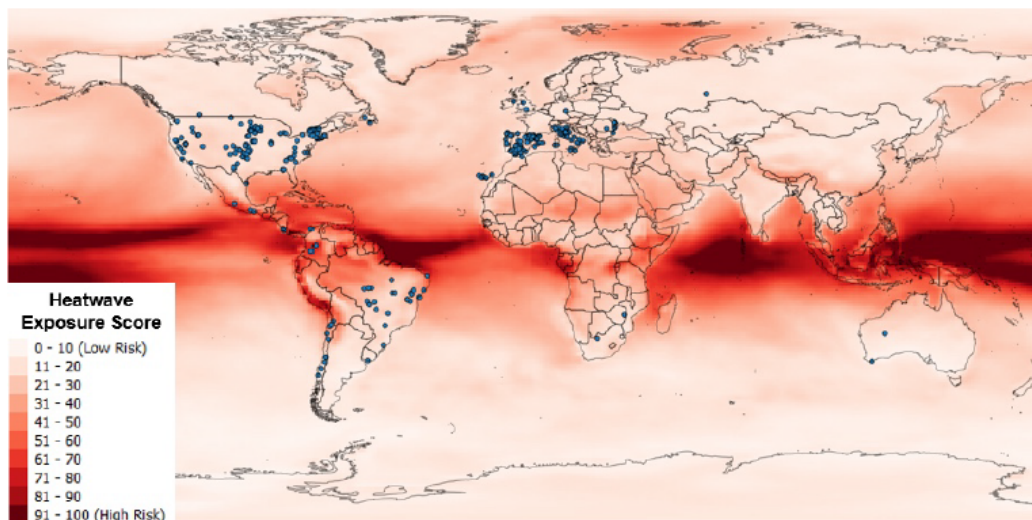 Heatwave
Exposure Score
0 - 10 (Low Risk)
11 - 20
21 - 30
31 - 40
41 - 50
51 - 60
61 - 70
71 - 80
81 - 90
91 - 100 (High Risk)